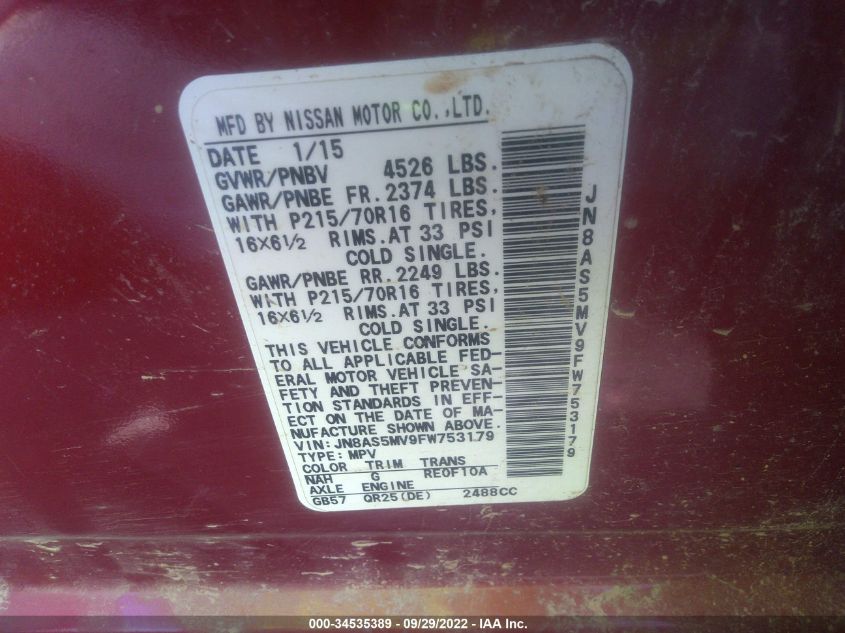 MFD BY NISSAN MOTOR CO.,LTD.
DATE 1/15
GVWR/PNBV 4526 LBS.
GAWR/PNBE FR. 2374 LBS.
WITH P215/70R16 TIRES,
16X6½ RIMS.AT 33 PSI
COLD SINGLE.
GAWR/PNBE RR. 2249 LBS.
WITH P215/70R16 TIRES,
16X6½ RIMS.AT 33 PSI
COLD SINGLE.
THIS VEHICLE CONFORMS
TO ALL APPLICABLE FED-
ERAL MOTOR VEHICLE SA-
FETY AND THEFT PREVEN-
TION STANDARDS IN EFF-
ECT ON THE DATE OF MA-
NUFACTURE SHOWN ABOVE.
VIN: JN8AS5MV9FW753179
TYPE: MPV
COLOR TRIM TRANS
NAH G RE0F10A
AXLE ENGINE
GB57 QR25(DE) 2488CC
JN8AS5MV9FW753179
000-34535389 - 09/29/2022 - IAA Inc.